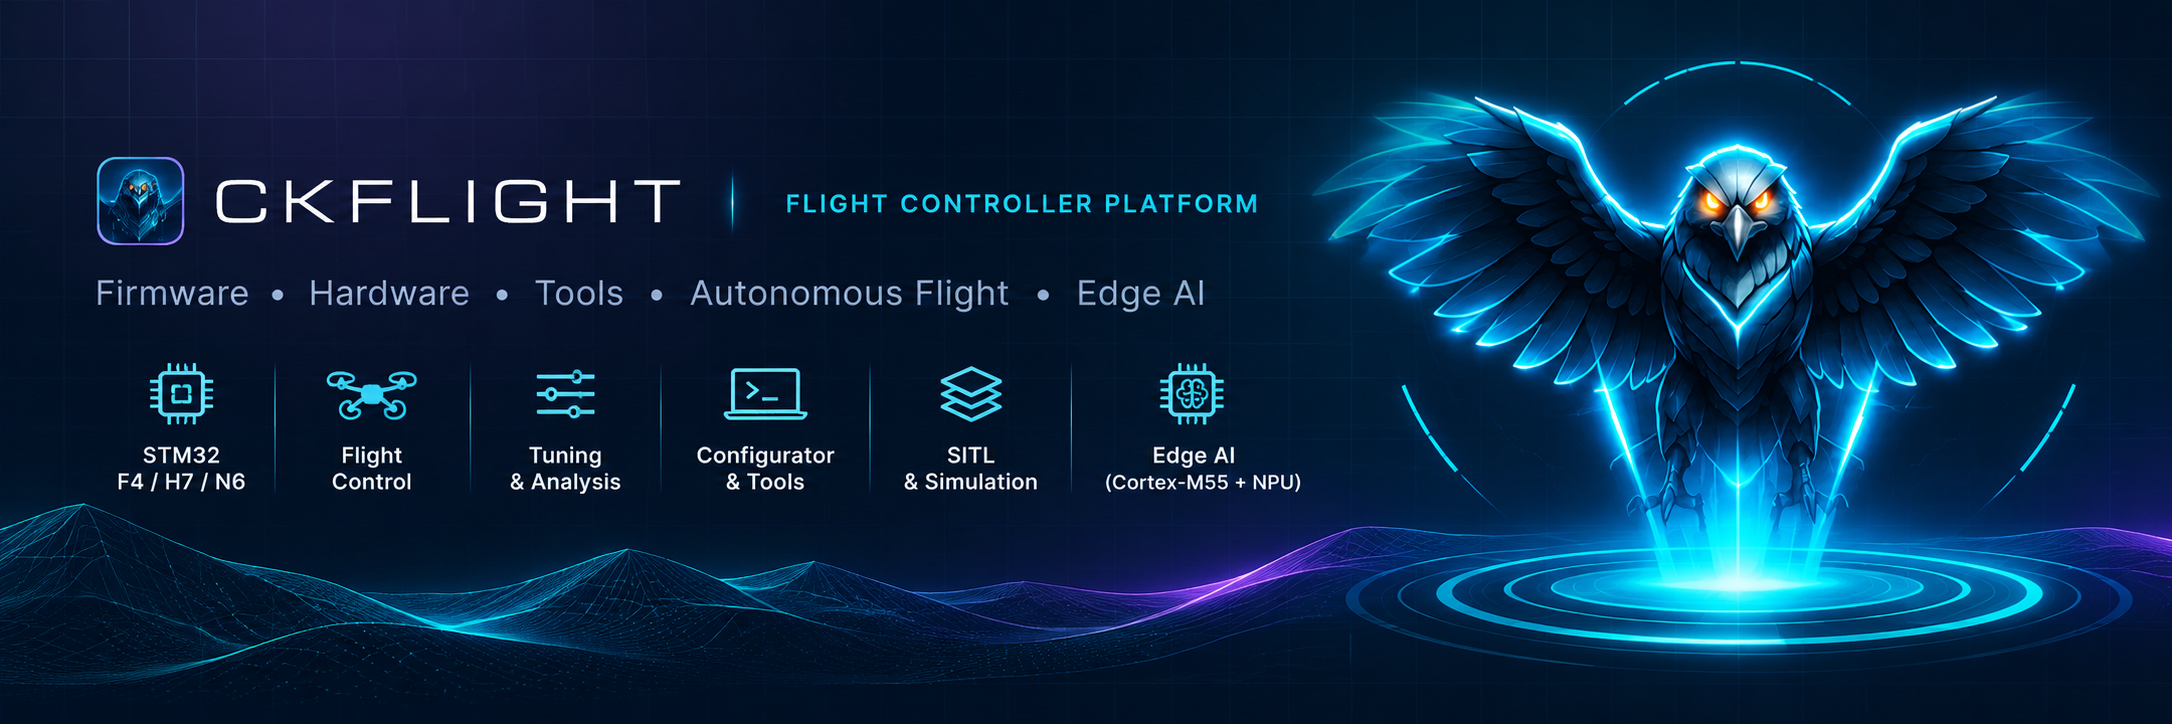 CKFLIGHT
FLIGHT CONTROLLER PLATFORM
Firmware • Hardware • Tools • Autonomous Flight • Edge AI
STM32
F4 / H7 / N6
Flight
Control
Tuning
& Analysis
Configurator
& Tools
SITL
& Simulation
Edge AI
(Cortex-M55 + NPU)